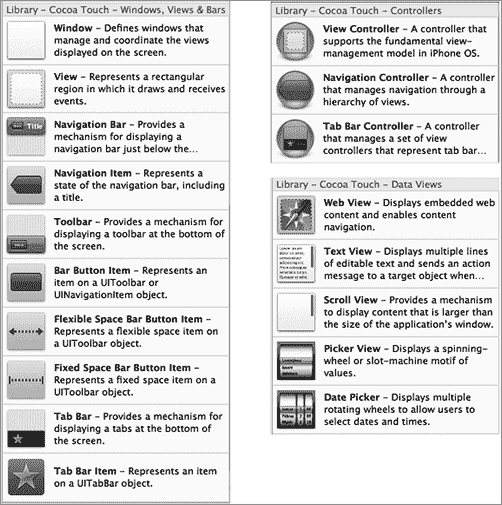 Library – Cocoa Touch – Windows, Views & Bars
Window – Defines windows that
manage and coordinate the views
displayed on the screen.
View – Represents a rectangular
region in which it draws and receives
events.
Navigation Bar – Provides a
mechanism for displaying a
navigation bar just below the...
Navigation Item – Represents a
state of the navigation bar, including
a title.
Toolbar – Provides a mechanism for
displaying a toolbar at the bottom of
the screen.
Bar Button Item – Represents an
item on a UIToolbar or
UINavigationItem object.
Flexible Space Bar Button Item –
Represents a flexible space item on a
UIToolbar object.
Fixed Space Bar Button Item –
Represents a fixed space item on a
UIToolbar object.
Tab Bar – Provides a mechanism for
displaying a tabs at the bottom of
the screen.
Tab Bar Item – Represents an item
on a UITabBar object.
Title
Library – Cocoa Touch – Controllers
View Controller – A controller that
supports the fundamental view-
management model in iPhone OS.
Navigation Controller – A controller
that manages navigation through a
hierarchy of views.
Tab Bar Controller – A controller
that manages a set of view
controllers that represent tab bar...
Library – Cocoa Touch – Data Views
Web View – Displays embedded web
content and enables content
navigation.
Text View – Displays multiple lines
of editable text and sends an action
message to a target object when...
Scroll View – Provides a mechanism
to display content that is larger than
the size of the application's window.
Picker View – Displays a spinning-
wheel or slot-machine motif of
values.
Date Picker – Displays multiple
rotating wheels to allow users to
select dates and times.